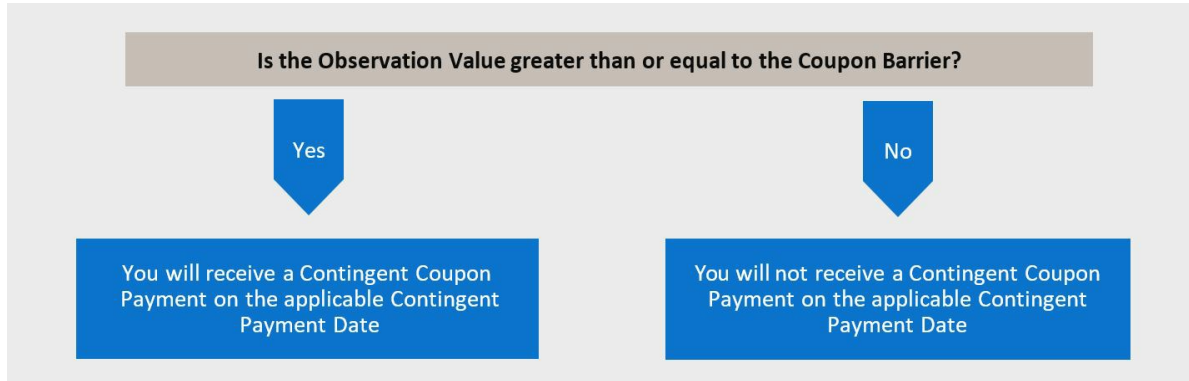 Is the Observation Value greater than or equal to the Coupon Barrier?
Yes
No
You will receive a Contingent Coupon
Payment on the applicable Contingent
Payment Date
You will not receive a Contingent Coupon
Payment on the applicable Contingent
Payment Date